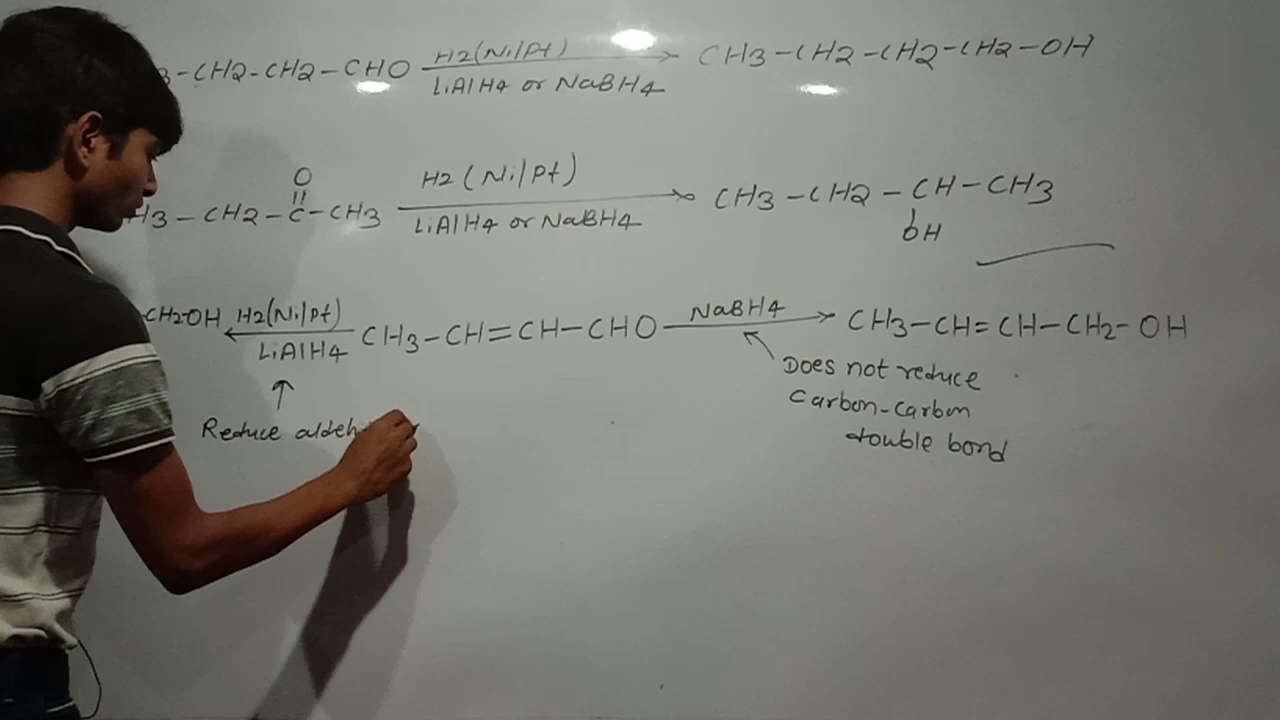 3-CH2-CH2-CHO H2(Ni/Pt) LiAlH4 or NaBH4 CH3-CH2-CH2-CH2-OH
O
H3-CH2-C-CH3 H2(Ni/Pt) LiAlH4 or NaBH4 CH3-CH2-CH-CH3
OH
-CH2-OH H2(Ni/Pt) LiAlH4 CH3-CH=CH-CHO NaBH4 CH3-CH=CH-CH2-OH
Reduce aldeh
Does not reduce
Carbon-carbon
double bond